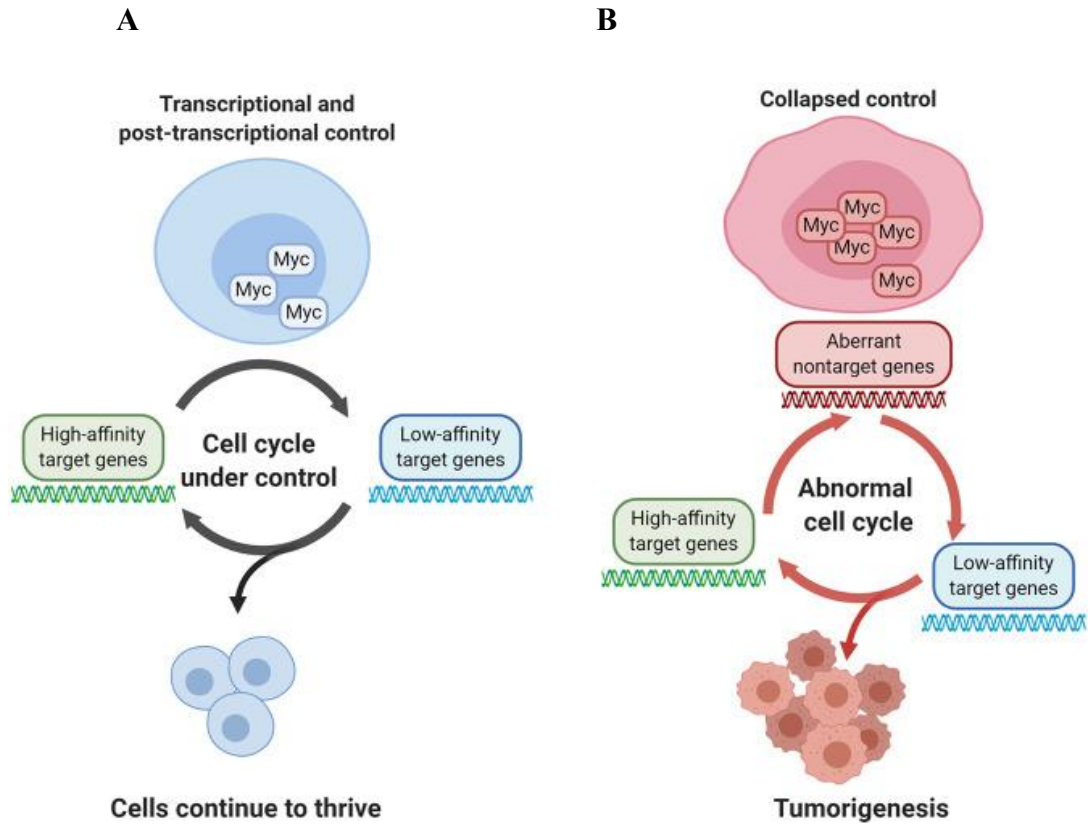 A
Transcriptional and
post-transcriptional control
Myc
Myc
Myc
High-affinity
target genes
Cell cycle
under control
Low-affinity
target genes
Cells continue to thrive
B
Collapsed control
Myc
Myc
Myc
Myc
Myc
Aberrant
nontarget genes
High-affinity
target genes
Abnormal
cell cycle
Low-affinity
target genes
Tumorigenesis